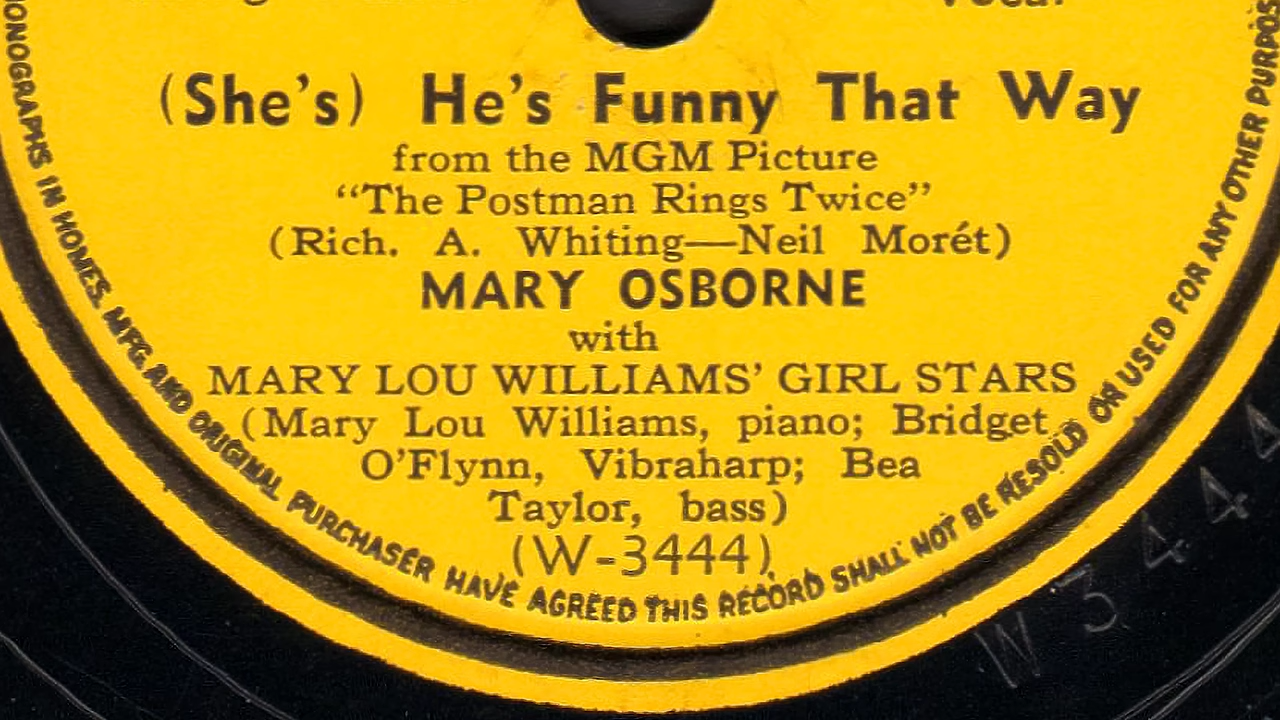 (She's) He's Funny That Way
from the MGM Picture
“The Postman Rings Twice”
(Rich. A. Whiting—Neil Morét)
MARY OSBORNE
with
MARY LOU WILLIAMS' GIRL STARS
(Mary Lou Williams, piano; Bridget
O'Flynn, Vibraharp; Bea
Taylor, bass)
(W-3444)
IN HOMES. MFG. AND ORIGINAL PURCHASER HAVE AGREED THIS RECORD SHALL NOT BE RESOLD OR USED FOR ANY OTHER
W 3444